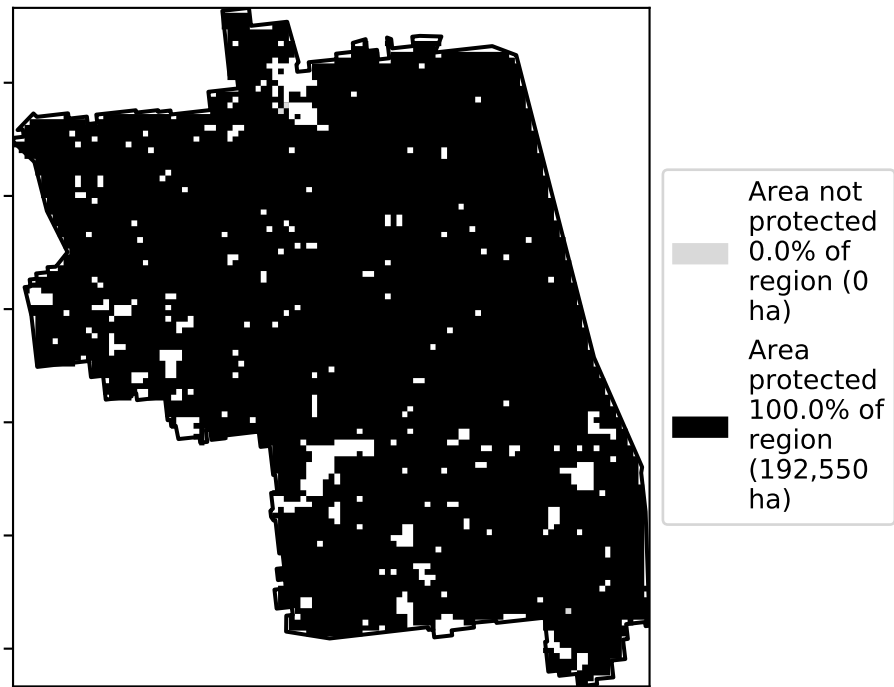 Area not
protected
0.0% of
region (0
ha)
Area
protected
100.0% of
region
(192,550
ha)